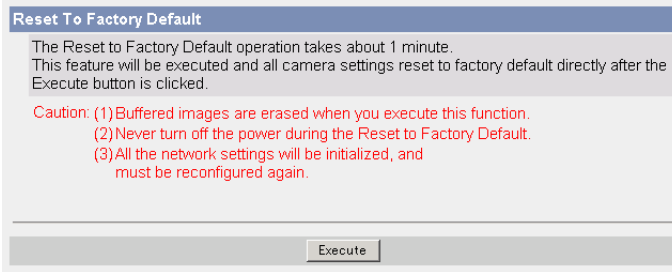 Reset To Factory Default
The Reset to Factory Default operation takes about 1 minute.
This feature will be executed and all camera settings reset to factory default directly after the
Execute button is clicked.
Caution: (1)Buffered images are erased when you execute this function.
(2)Never turn off the power during the Reset to Factory Default.
(3)All the network settings will be initialized, and
must be reconfigured again.
Execute